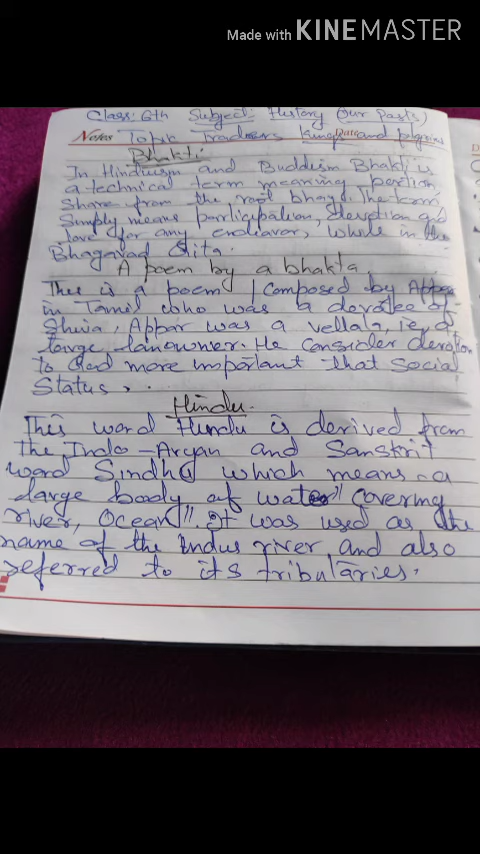 Made with KINEMASTER
Class: 6th Subject: History (Our Pasts)
Notes Topic Traders Kings Date and pilgrims
Bhakti
In Hinduism and Buddism Bhakti is
a technical term meaning portion,
Share from the root bhag. The term
Simply means participation, devotion and
love for any endeavor, while in the
Bhagavad Gita.
A poem by a bhakta
There is a poem Composed by Appar
in Tamil who was a devotee of
Shiva, Appar was a vellala, i.e, a
large lanowner. He consider devotion
to God more important that social
Status.
Hindu.
This word Hindu is derived from
the Indo-Aryan and Sanskrit
word Sindhu which means a
large body of water" covering
river, Ocean". It was used as the
name of the Indus river and also
referred to its tributaries.